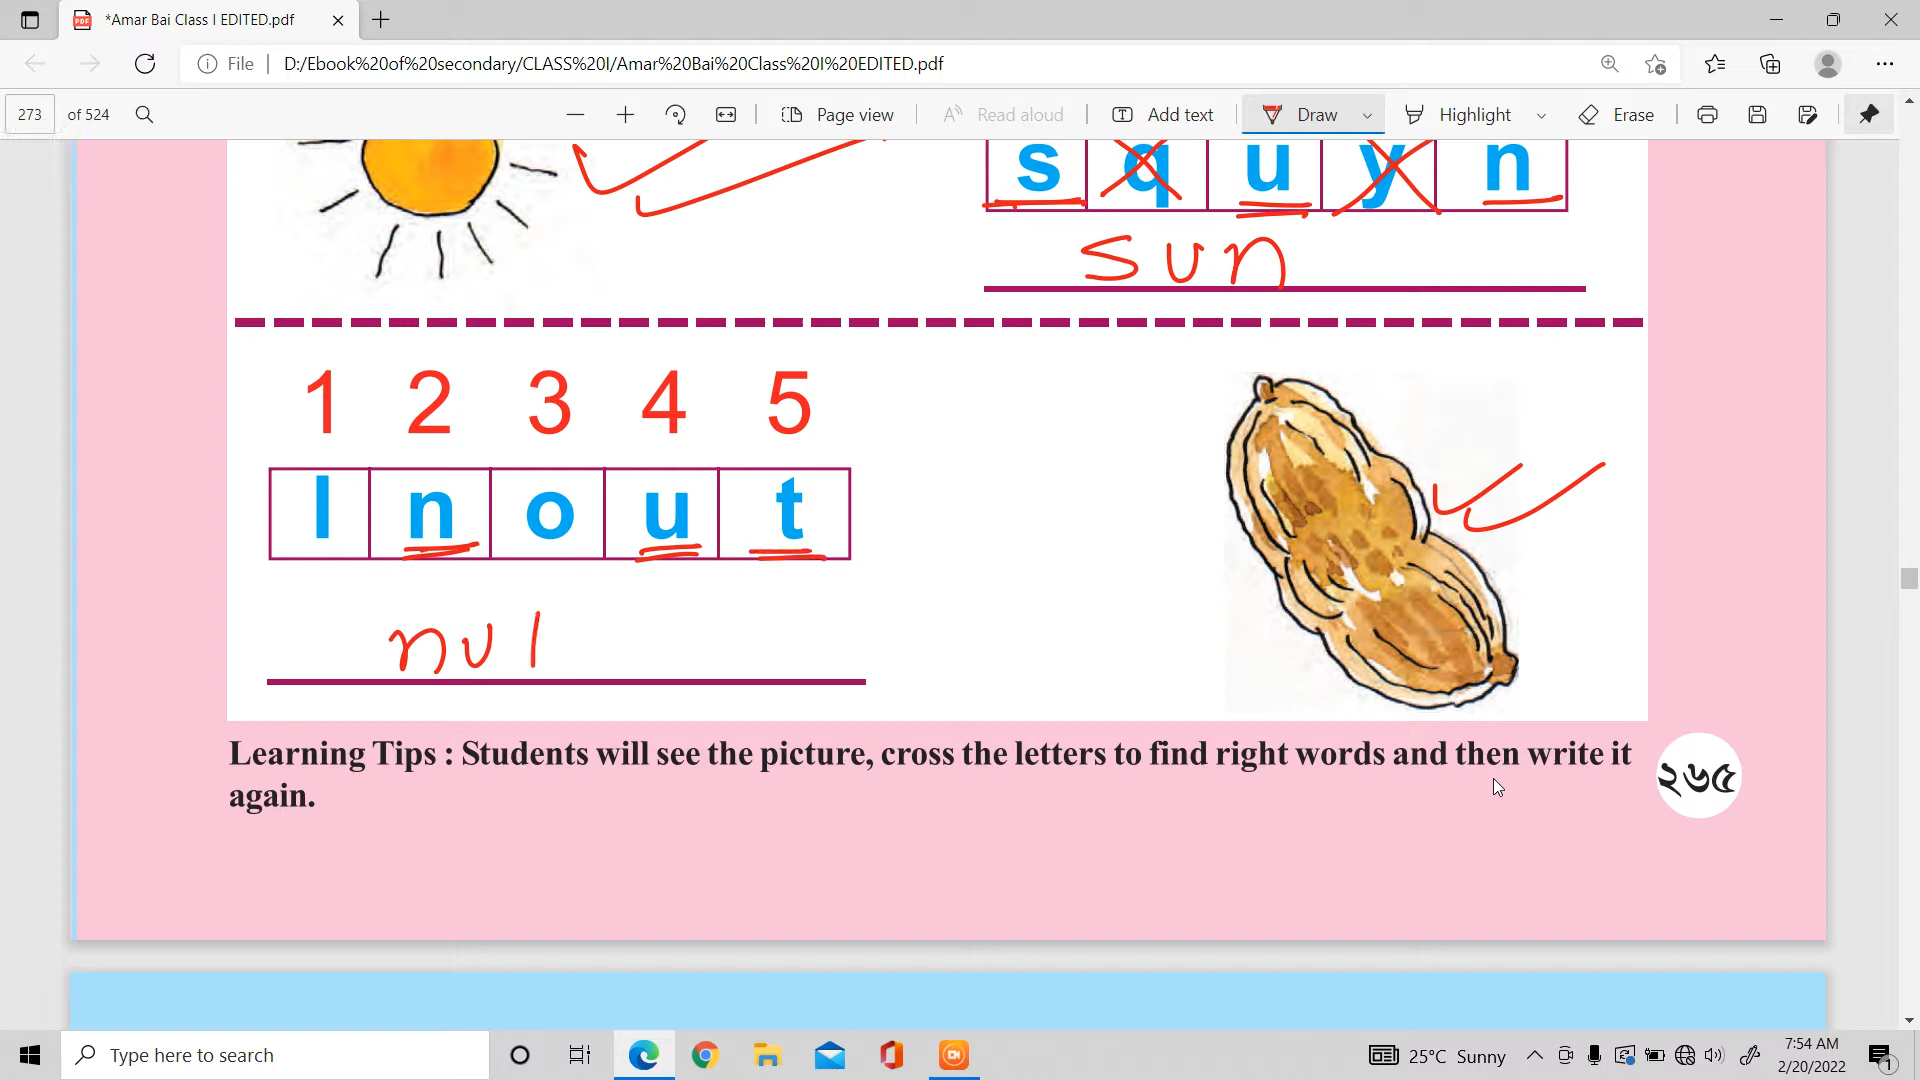 *Amar Bai Class I EDITED.pdf
File D:/Ebook%20of%20secondary/CLASS%20I/Amar%20Bai%20Class%20I%20EDITED.pdf
273 of 524 Page view Read aloud Add text Draw Highlight Erase
s q u y n
sun
1 2 3 4 5
l n o u t
nul
Learning Tips : Students will see the picture, cross the letters to find right words and then write it
again.
২৬৫
Type here to search
25°C Sunny
7:54 AM
2/20/2022
1